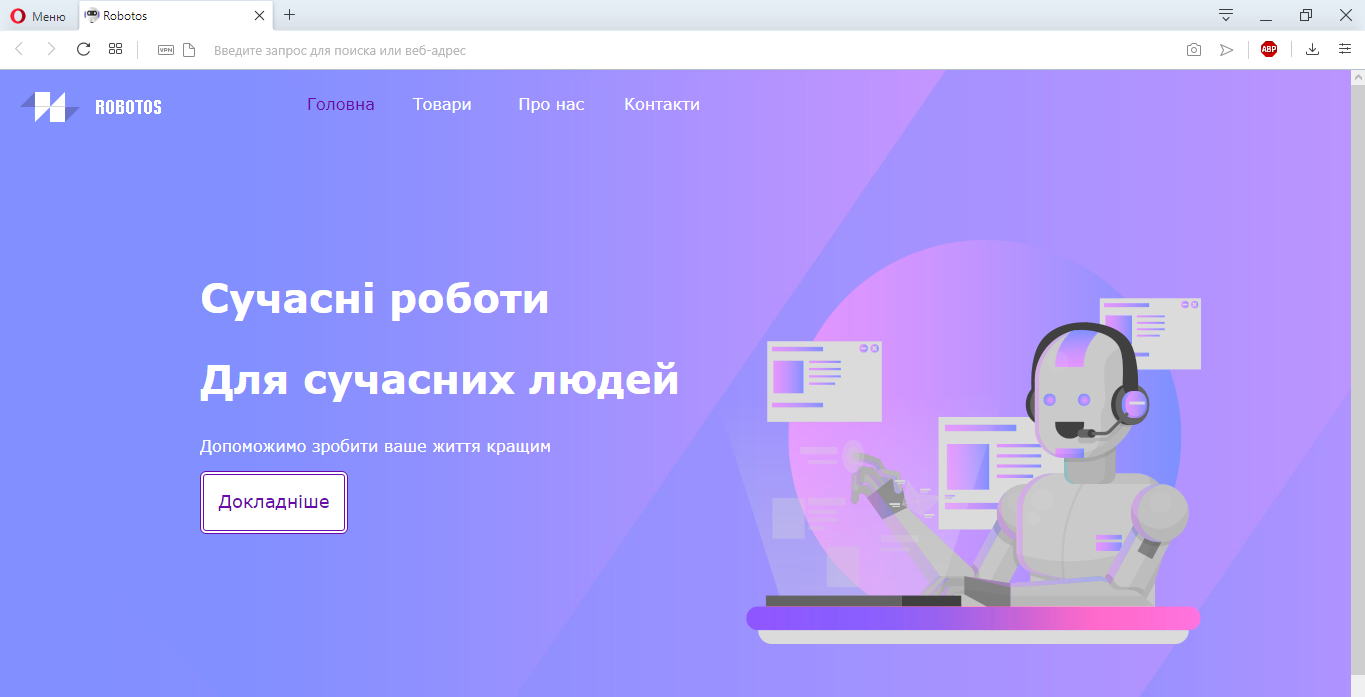 Меню
Robotos
VPN
Введите запрос для поиска или веб-адрес
ABP
ROBOTOS
Головна
Товари
Про нас
Контакти
Сучасні роботи
Для сучасних людей
Допоможимо зробити ваше життя кращим
Докладніше